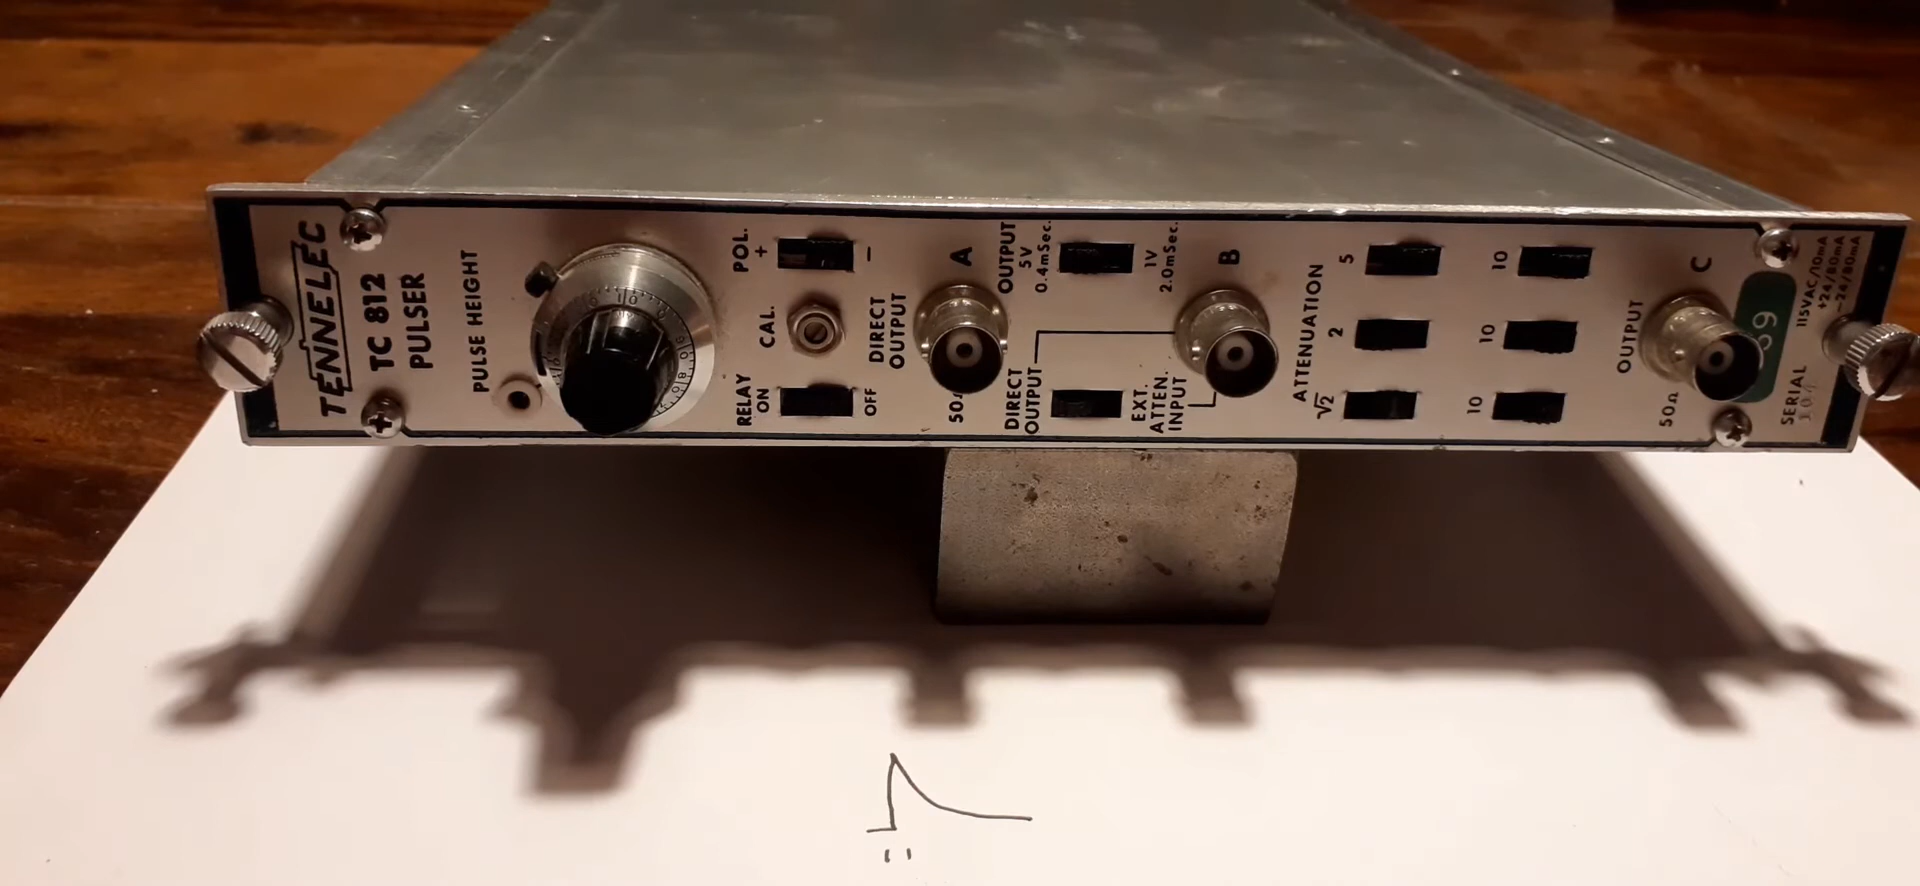 TENNELEC
TC 812
PULSER
PULSE HEIGHT
POL.
+
-
CAL.
RELAY
ON
OFF
DIRECT
OUTPUT
A
50Ω
OUTPUT
5V
0.4mSec.
1V
2.0mSec.
DIRECT
OUTPUT
EXT.
ATTEN.
INPUT
B
ATTENUATION
5
2
√2
10
10
10
OUTPUT
C
50Ω
115VAC/10mA
+24/80mA
-24/80mA
SERIAL